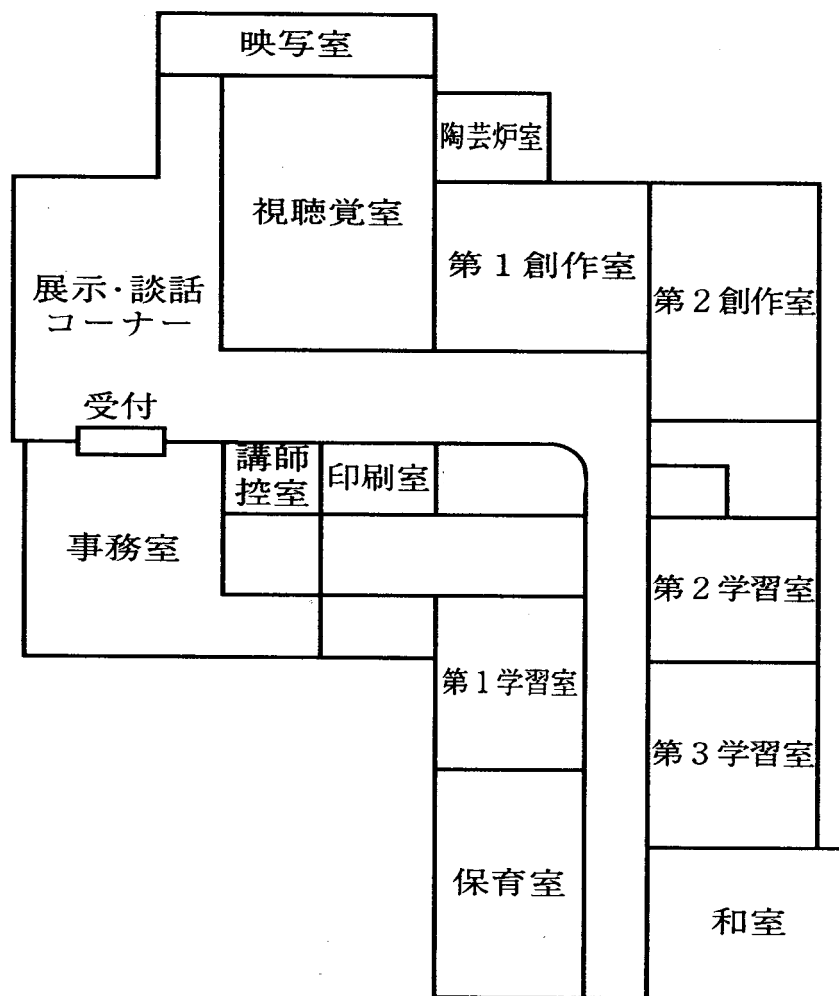 映写室
陶芸炉室
視聴覚室
第1創作室
第2創作室
展示・談話
コーナー
受付
講師
控室
印刷室
事務室
第2学習室
第1学習室
第3学習室
保育室
和室